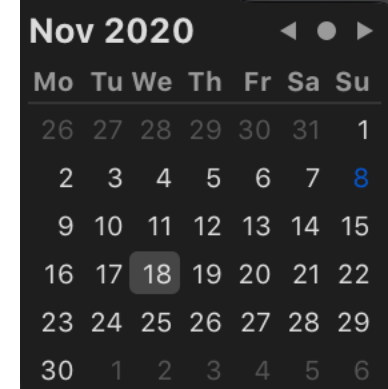 Nov 2020
Mo Tu We Th Fr Sa Su
26 27 28 29 30 31 1
2 3 4 5 6 7 8
9 10 11 12 13 14 15
16 17 18 19 20 21 22
23 24 25 26 27 28 29
30 1 2 3 4 5 6